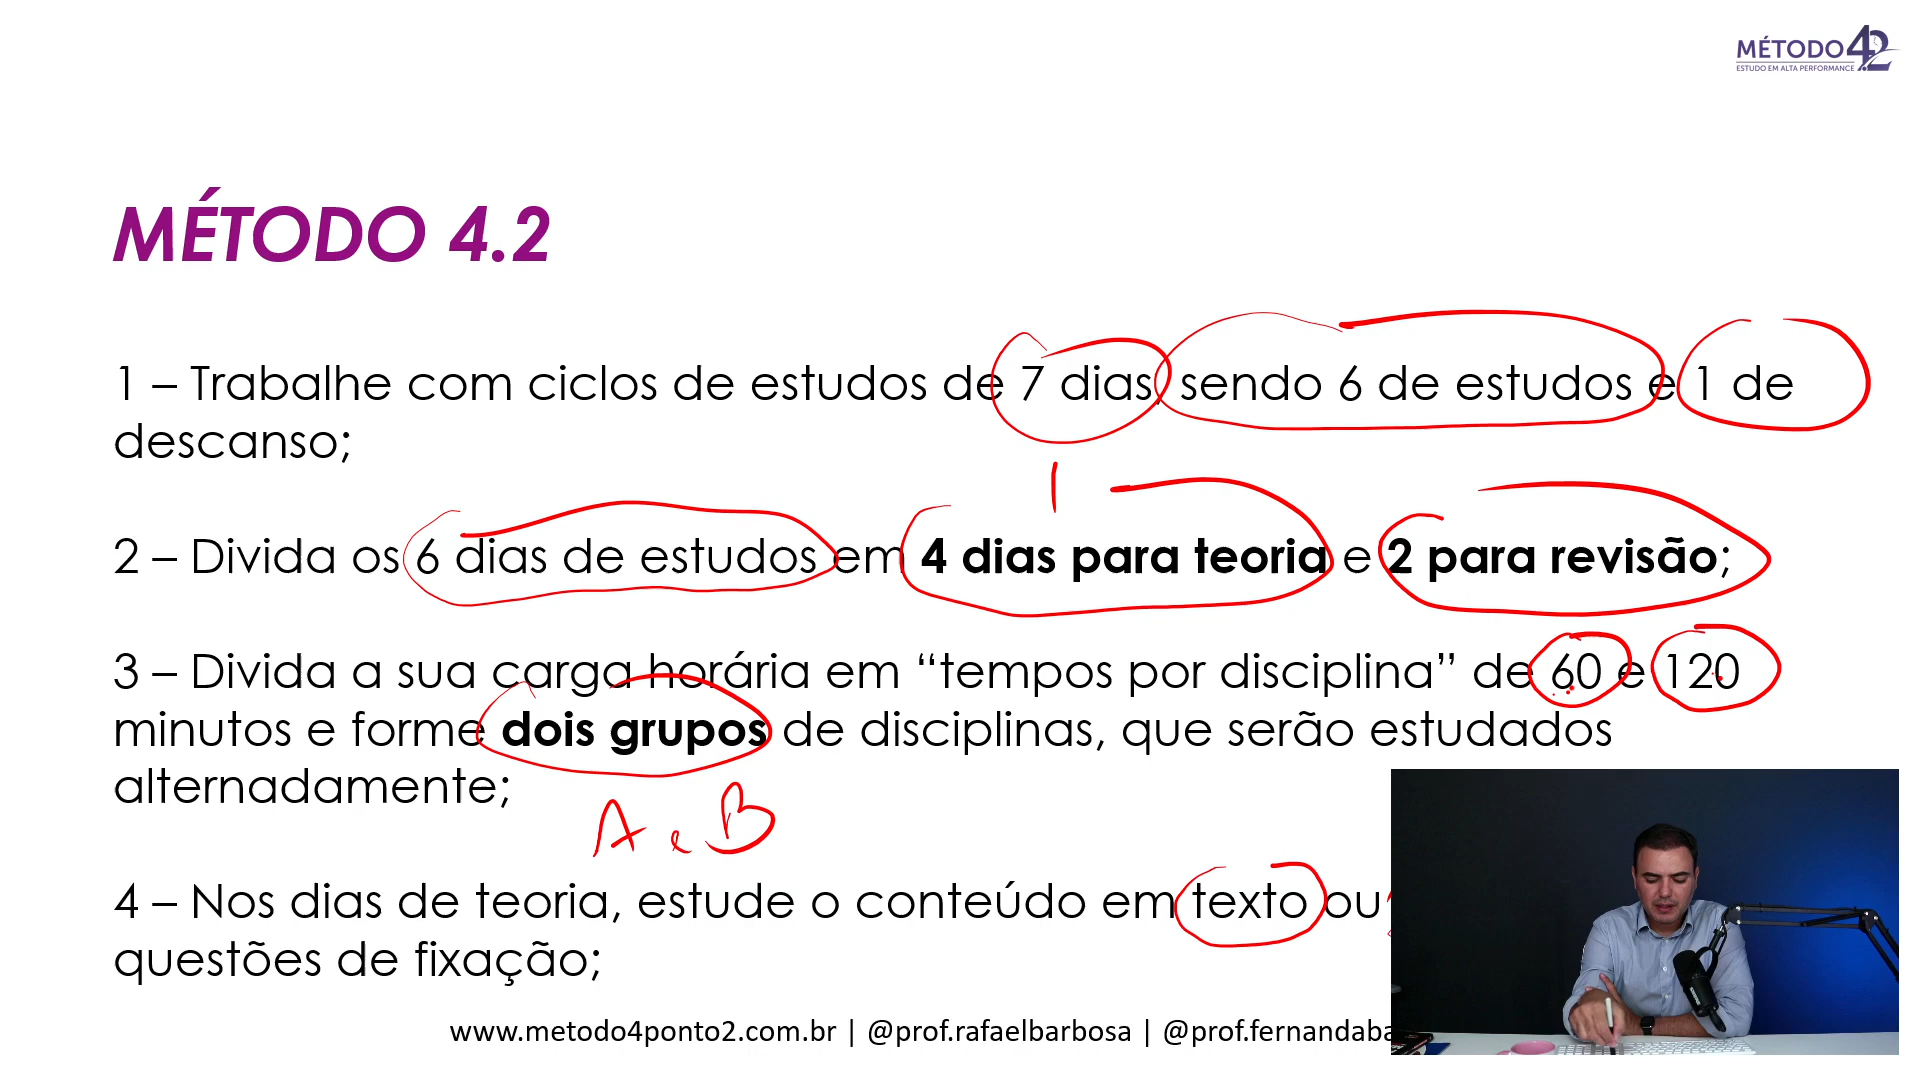 MÉTODO 4.2
ESTUDO EM ALTA PERFORMANCE
MÉTODO 4.2
1 – Trabalhe com ciclos de estudos de 7 dias, sendo 6 de estudos e 1 de
descanso;
2 – Divida os 6 dias de estudos em 4 dias para teoria e 2 para revisão;
3 – Divida a sua carga horária em “tempos por disciplina” de 60 e 120
minutos e forme dois grupos de disciplinas, que serão estudados
alternadamente;
A e B
4 – Nos dias de teoria, estude o conteúdo em texto ou
questões de fixação;
www.metodo4ponto2.com.br | @prof.rafaelbarbosa | @prof.fernandaba